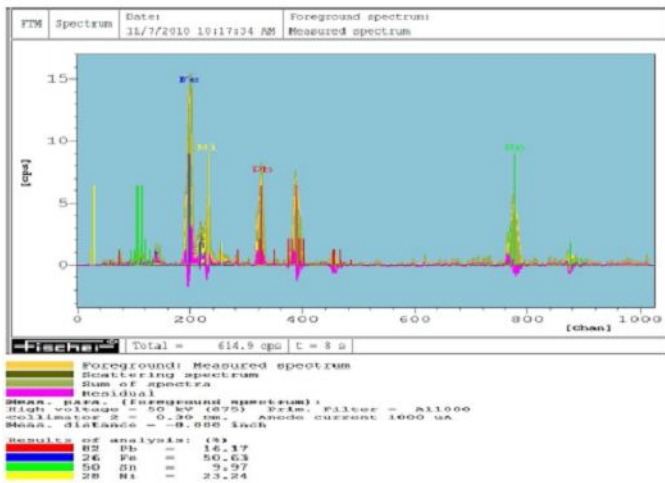 FTM Spectrum Date: Foreground spectrum:
11/7/2010 10:17:34 AM Measured spectrum
[cps]
15
10
5
0
Fe
Ni
Pb
Sn
0 200 400 600 800 1000
[Chan]
Fischer® Total = 614.9 cps t = 8 s
Foreground: Measured spectrum
Scattering spectrum
Sum of spectra
Residual
Meas. para. (foreground spectrum):
High voltage = 50 kV (675) Prim. Filter = Al1000
Collimator 2 = 0.30 mm. Anode current 1000 uA
Meas. distance = -0.000 inch
Results of analysis: (%)
82 Pb = 16.17
26 Fe = 50.63
50 Sn = 9.97
28 Ni = 23.24